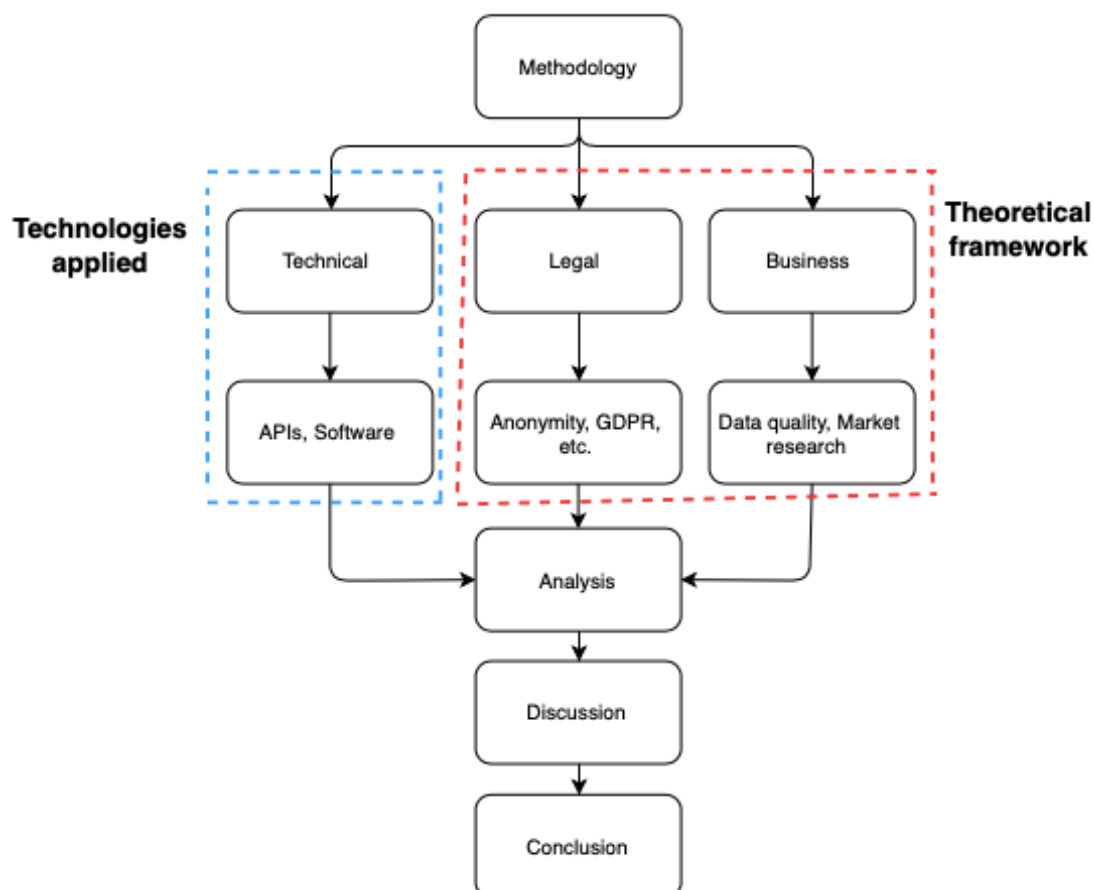 Methodology
Technologies
applied
Theoretical
framework
Technical
Legal
Business
APIs, Software
Anonymity, GDPR,
etc.
Data quality, Market
research
Analysis
Discussion
Conclusion